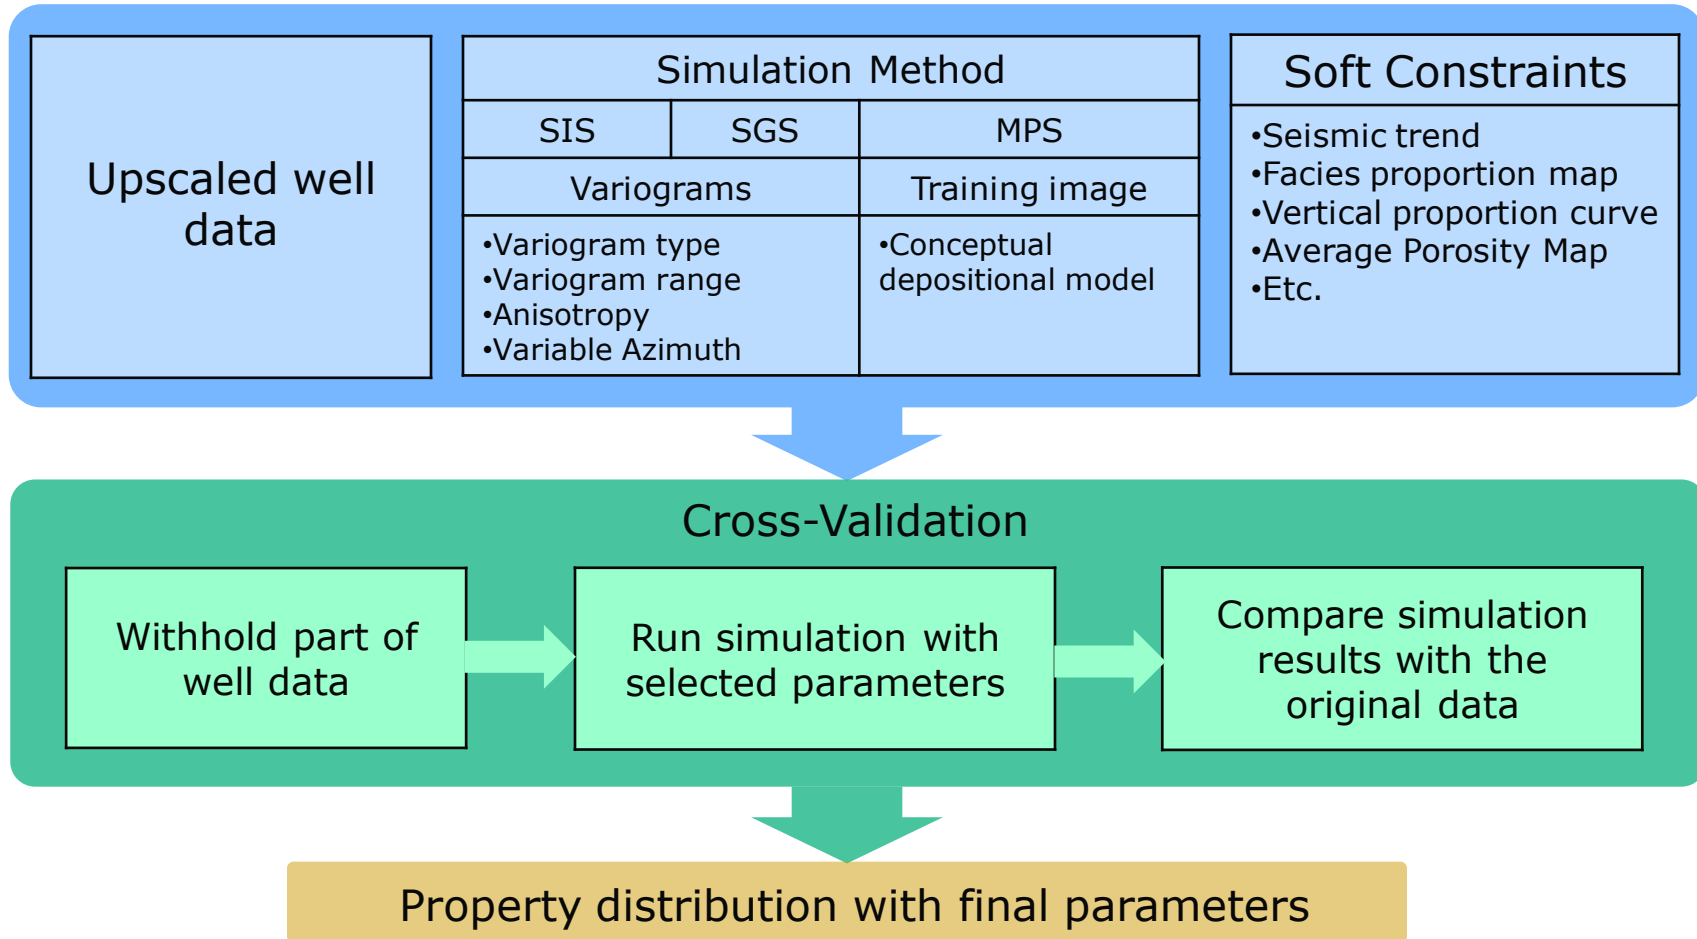 Upscaled well
data
Simulation Method
SIS
SGS
MPS
Variograms
Training image
•Variogram type
•Variogram range
•Anisotropy
•Variable Azimuth
•Conceptual
depositional model
Soft Constraints
•Seismic trend
•Facies proportion map
•Vertical proportion curve
•Average Porosity Map
•Etc.
Cross-Validation
Withhold part of
well data
Run simulation with
selected parameters
Compare simulation
results with the
original data
Property distribution with final parameters